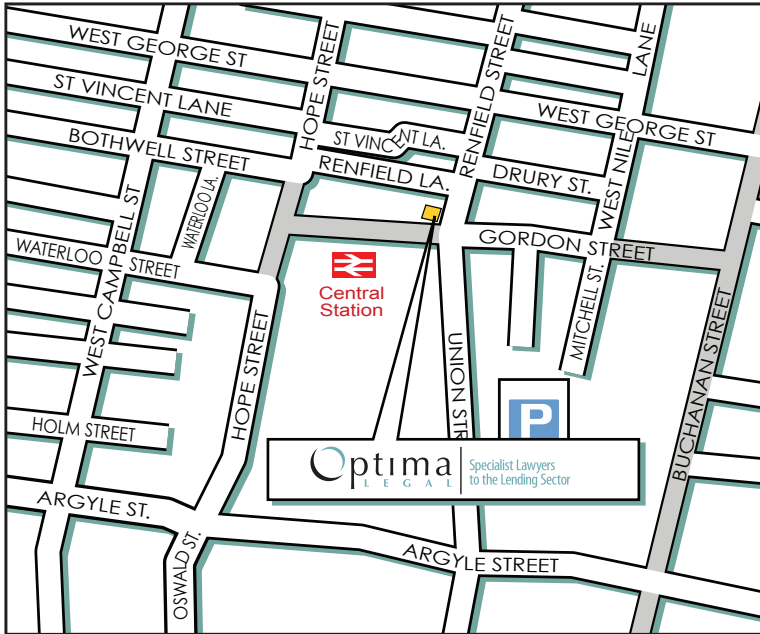 WEST GEORGE ST
HOPE STREET
RENFIELD STREET
LANE
ST VINCENT LANE
WEST GEORGE ST
BOTHWELL STREET
ST VINCENT LA.
RENFIELD LA.
DRURY ST.
WEST NILE
WATERLOO LA.
WEST CAMPBELL ST
WATERLOO STREET
GORDON STREET
MITCHELL ST.
Central
Station
HOPE STREET
UNION STR
BUCHANAN STREET
P
HOLM STREET
Optima
LEGAL
Specialist Lawyers
to the Lending Sector
ARGYLE ST.
OSWALD ST.
ARGYLE STREET